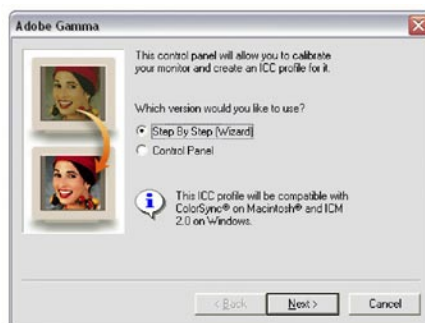 Adobe Gamma
This control panel will allow you to calibrate
your monitor and create an ICC profile for it.
Which version would you like to use?
Step By Step (Wizard)
Control Panel
This ICC profile will be compatible with
ColorSync® on Macintosh® and ICM
2.0 on Windows.
< Back
Next >
Cancel